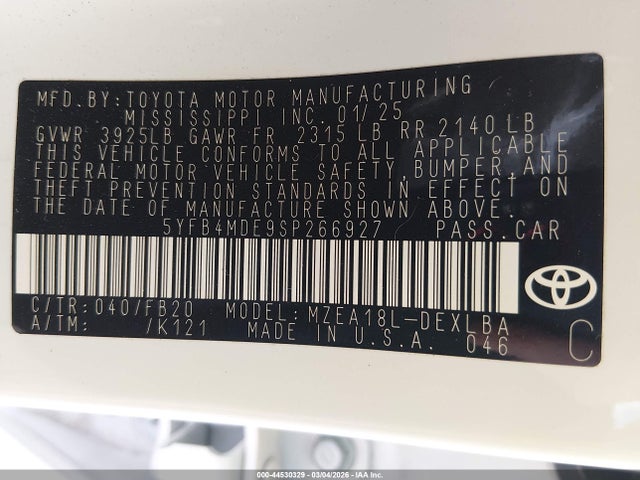 MFD. BY: TOYOTA MOTOR MANUFACTURING
MISSISSIPPI INC. 01/25
GVWR 3925LB GAWR FR 2315 LB RR 2140 LB
THIS VEHICLE CONFORMS TO ALL APPLICABLE
FEDERAL MOTOR VEHICLE SAFETY, BUMPER, AND
THEFT PREVENTION STANDARDS IN EFFECT ON
THE DATE OF MANUFACTURE SHOWN ABOVE.
5YFB4MDE9SP266927 PASS. CAR
C/TR: 040/FB20 MODEL: MZEA18L-DEXLBA
A/TM: /K121 MADE IN U.S.A. 046 C
000-44530329 | 03/04/2026 | IAA Inc.